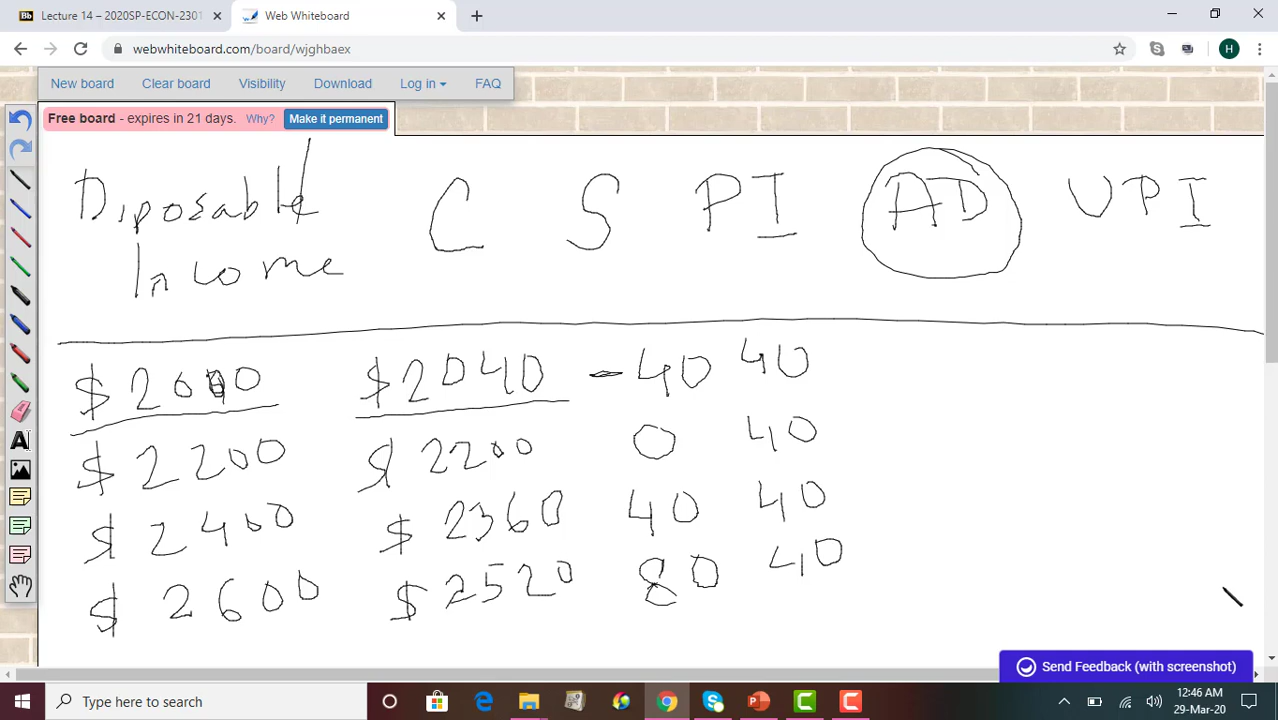 Lecture 14 – 2020SP-ECON-2301
Web Whiteboard
webwhiteboard.com/board/wjghbaex
H
New board Clear board Visibility Download Log in FAQ
Free board - expires in 21 days. Why? Make it permanent
Diposable C S PI AD UPI
Income
$2000 $2040 -40 40
$2200 $2200 0 40
$2400 $2360 40 40
$2600 $2520 80 40
A
Send Feedback (with screenshot)
Type here to search
12:46 AM
29-Mar-20